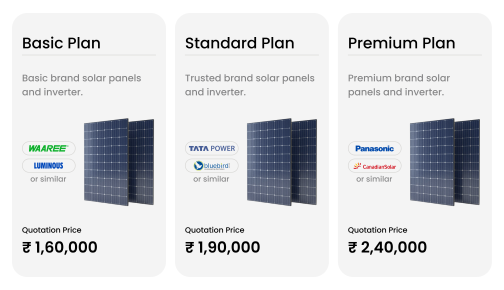 Basic Plan
Basic brand solar panels
and inverter.
WAAREE
LUMINOUS
or similar
Quotation Price
₹ 1,60,000
Standard Plan
Trusted brand solar panels
and inverter.
TATA POWER
bluebird
or similar
Quotation Price
₹ 1,90,000
Premium Plan
Premium brand solar
and inverter.
Panasonic
CanadianSolar
or similar
Quotation Price
₹ 2,40,000